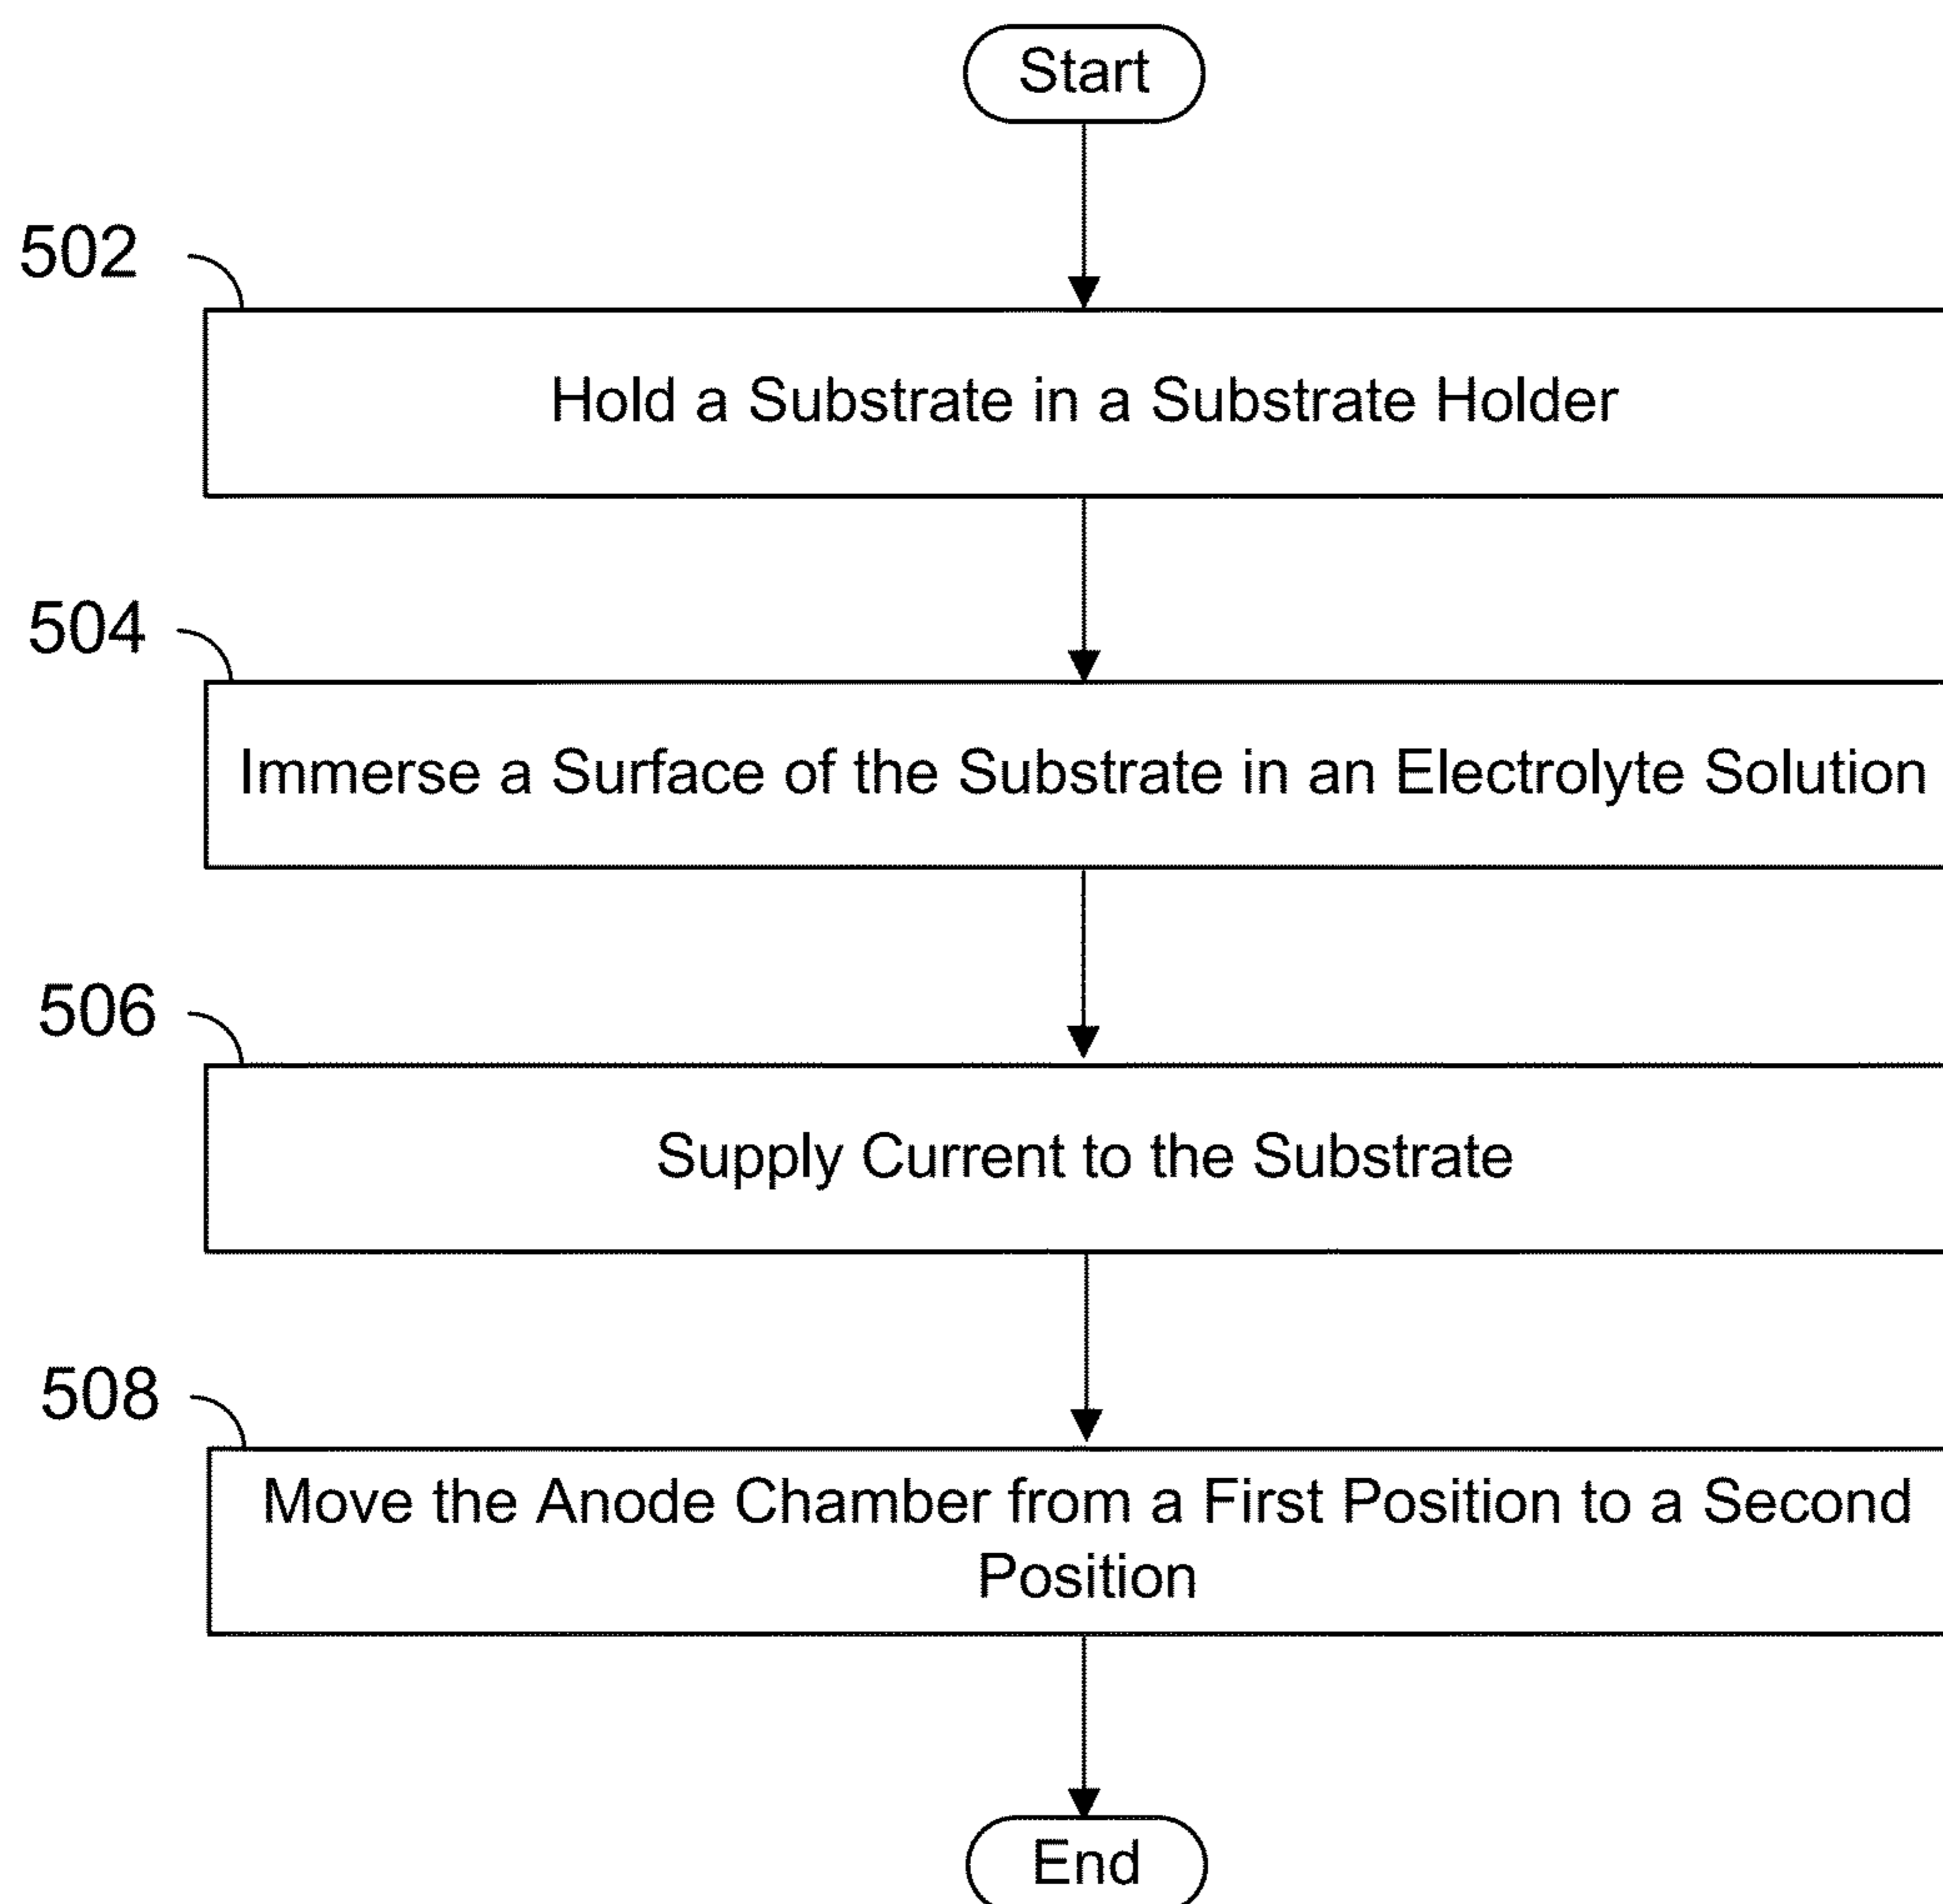 Start
502
Hold a Substrate in a Substrate Holder
504
Immerse a Surface of the Substrate in an Electrolyte Solution
506
Supply Current to the Substrate
508
Move the Anode Chamber from a First Position to a Second
Position
End